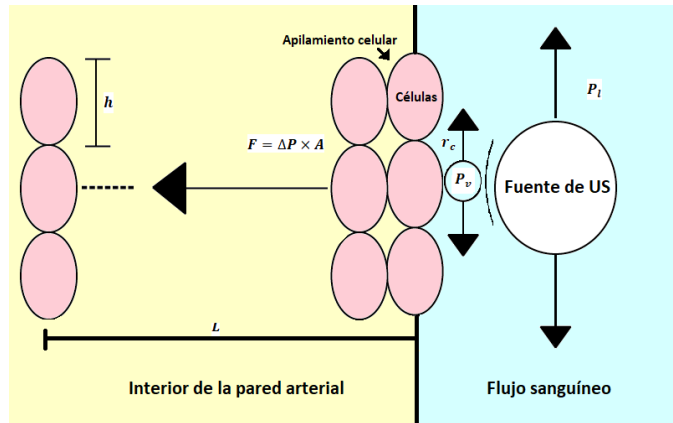 Apilamiento celular
Células
h
P_l
F = ΔP × A
r_c
P_v
Fuente de US
L
Interior de la pared arterial
Flujo sanguíneo